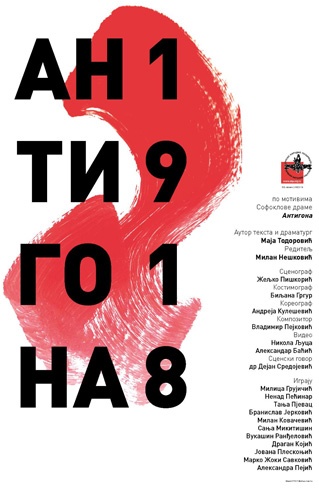 АН 1
ТИ 9
ГО 1
НА 8
по мотивима
Софоклове драме
Антигона
Аутор текста и драматург
Маја Тодоровић
Редитељ
Милан Нешковић
Сценограф
Жељко Пишкорић
Костимограф
Биљана Гргур
Кореограф
Андреја Кулешевић
Композитор
Владимир Пејковић
Видео
Никола Љуца
Александар Баћић
Сценски говор
др Дејан Средојевић
Играју
Милица Грујичић
Ненад Пећинар
Тања Пјевац
Бранислав Јерковић
Милан Ковачевић
Сања Микитишин
Вукашин Ранђеловић
Драган Којић
Јована Плескоњић
Марко Жоки Савковић
Александра Пејић